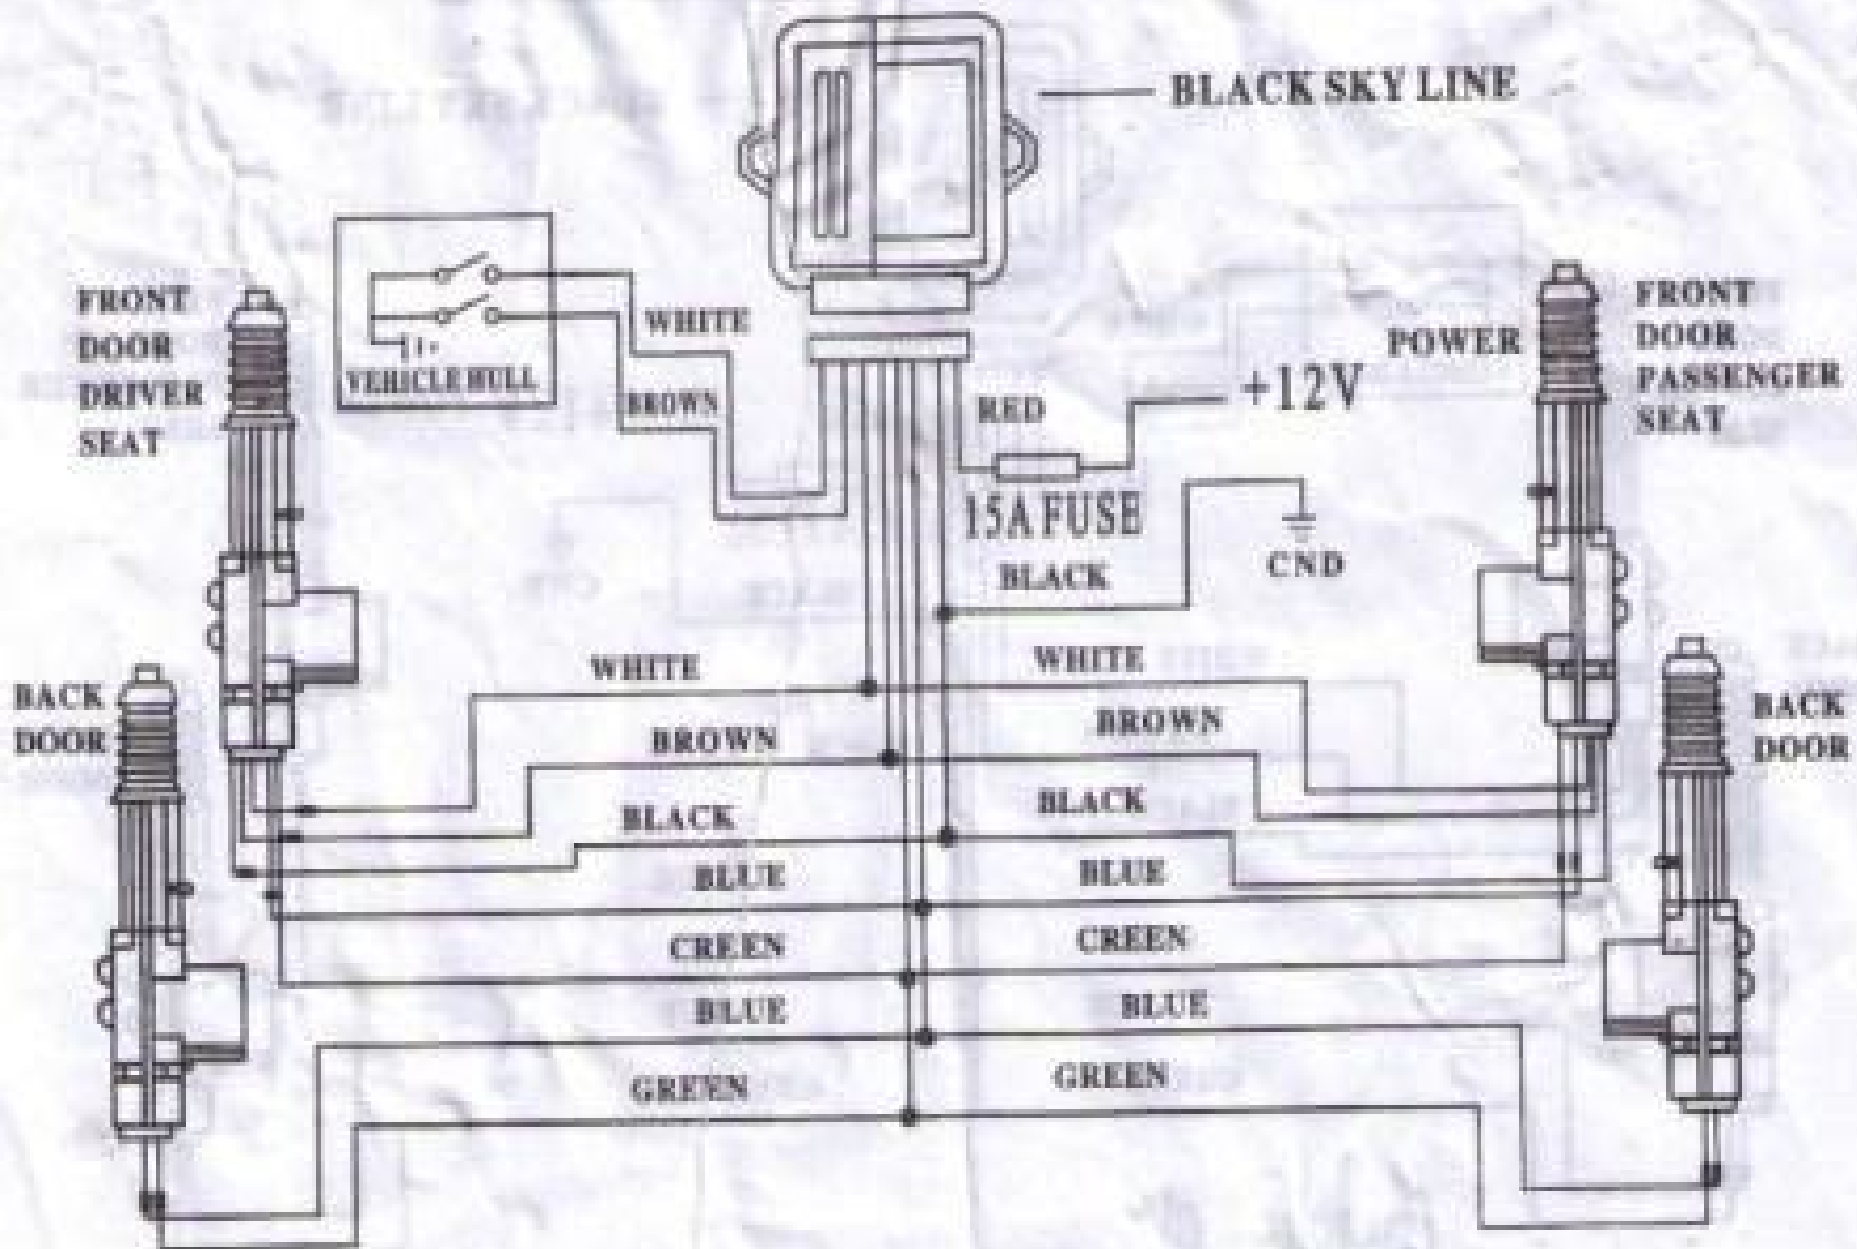 BLACK SKY LINE
FRONT
DOOR
DRIVER
SEAT
VEHICLE HULL
WHITE
BROWN
RED
+12V
15A FUSE
BLACK
CND
POWER
FRONT
DOOR
PASSENGER
SEAT
BACK
DOOR
BACK
DOOR
WHITE
WHITE
BROWN
BROWN
BLACK
BLACK
BLUE
BLUE
CREEN
CREEN
BLUE
BLUE
GREEN
GREEN